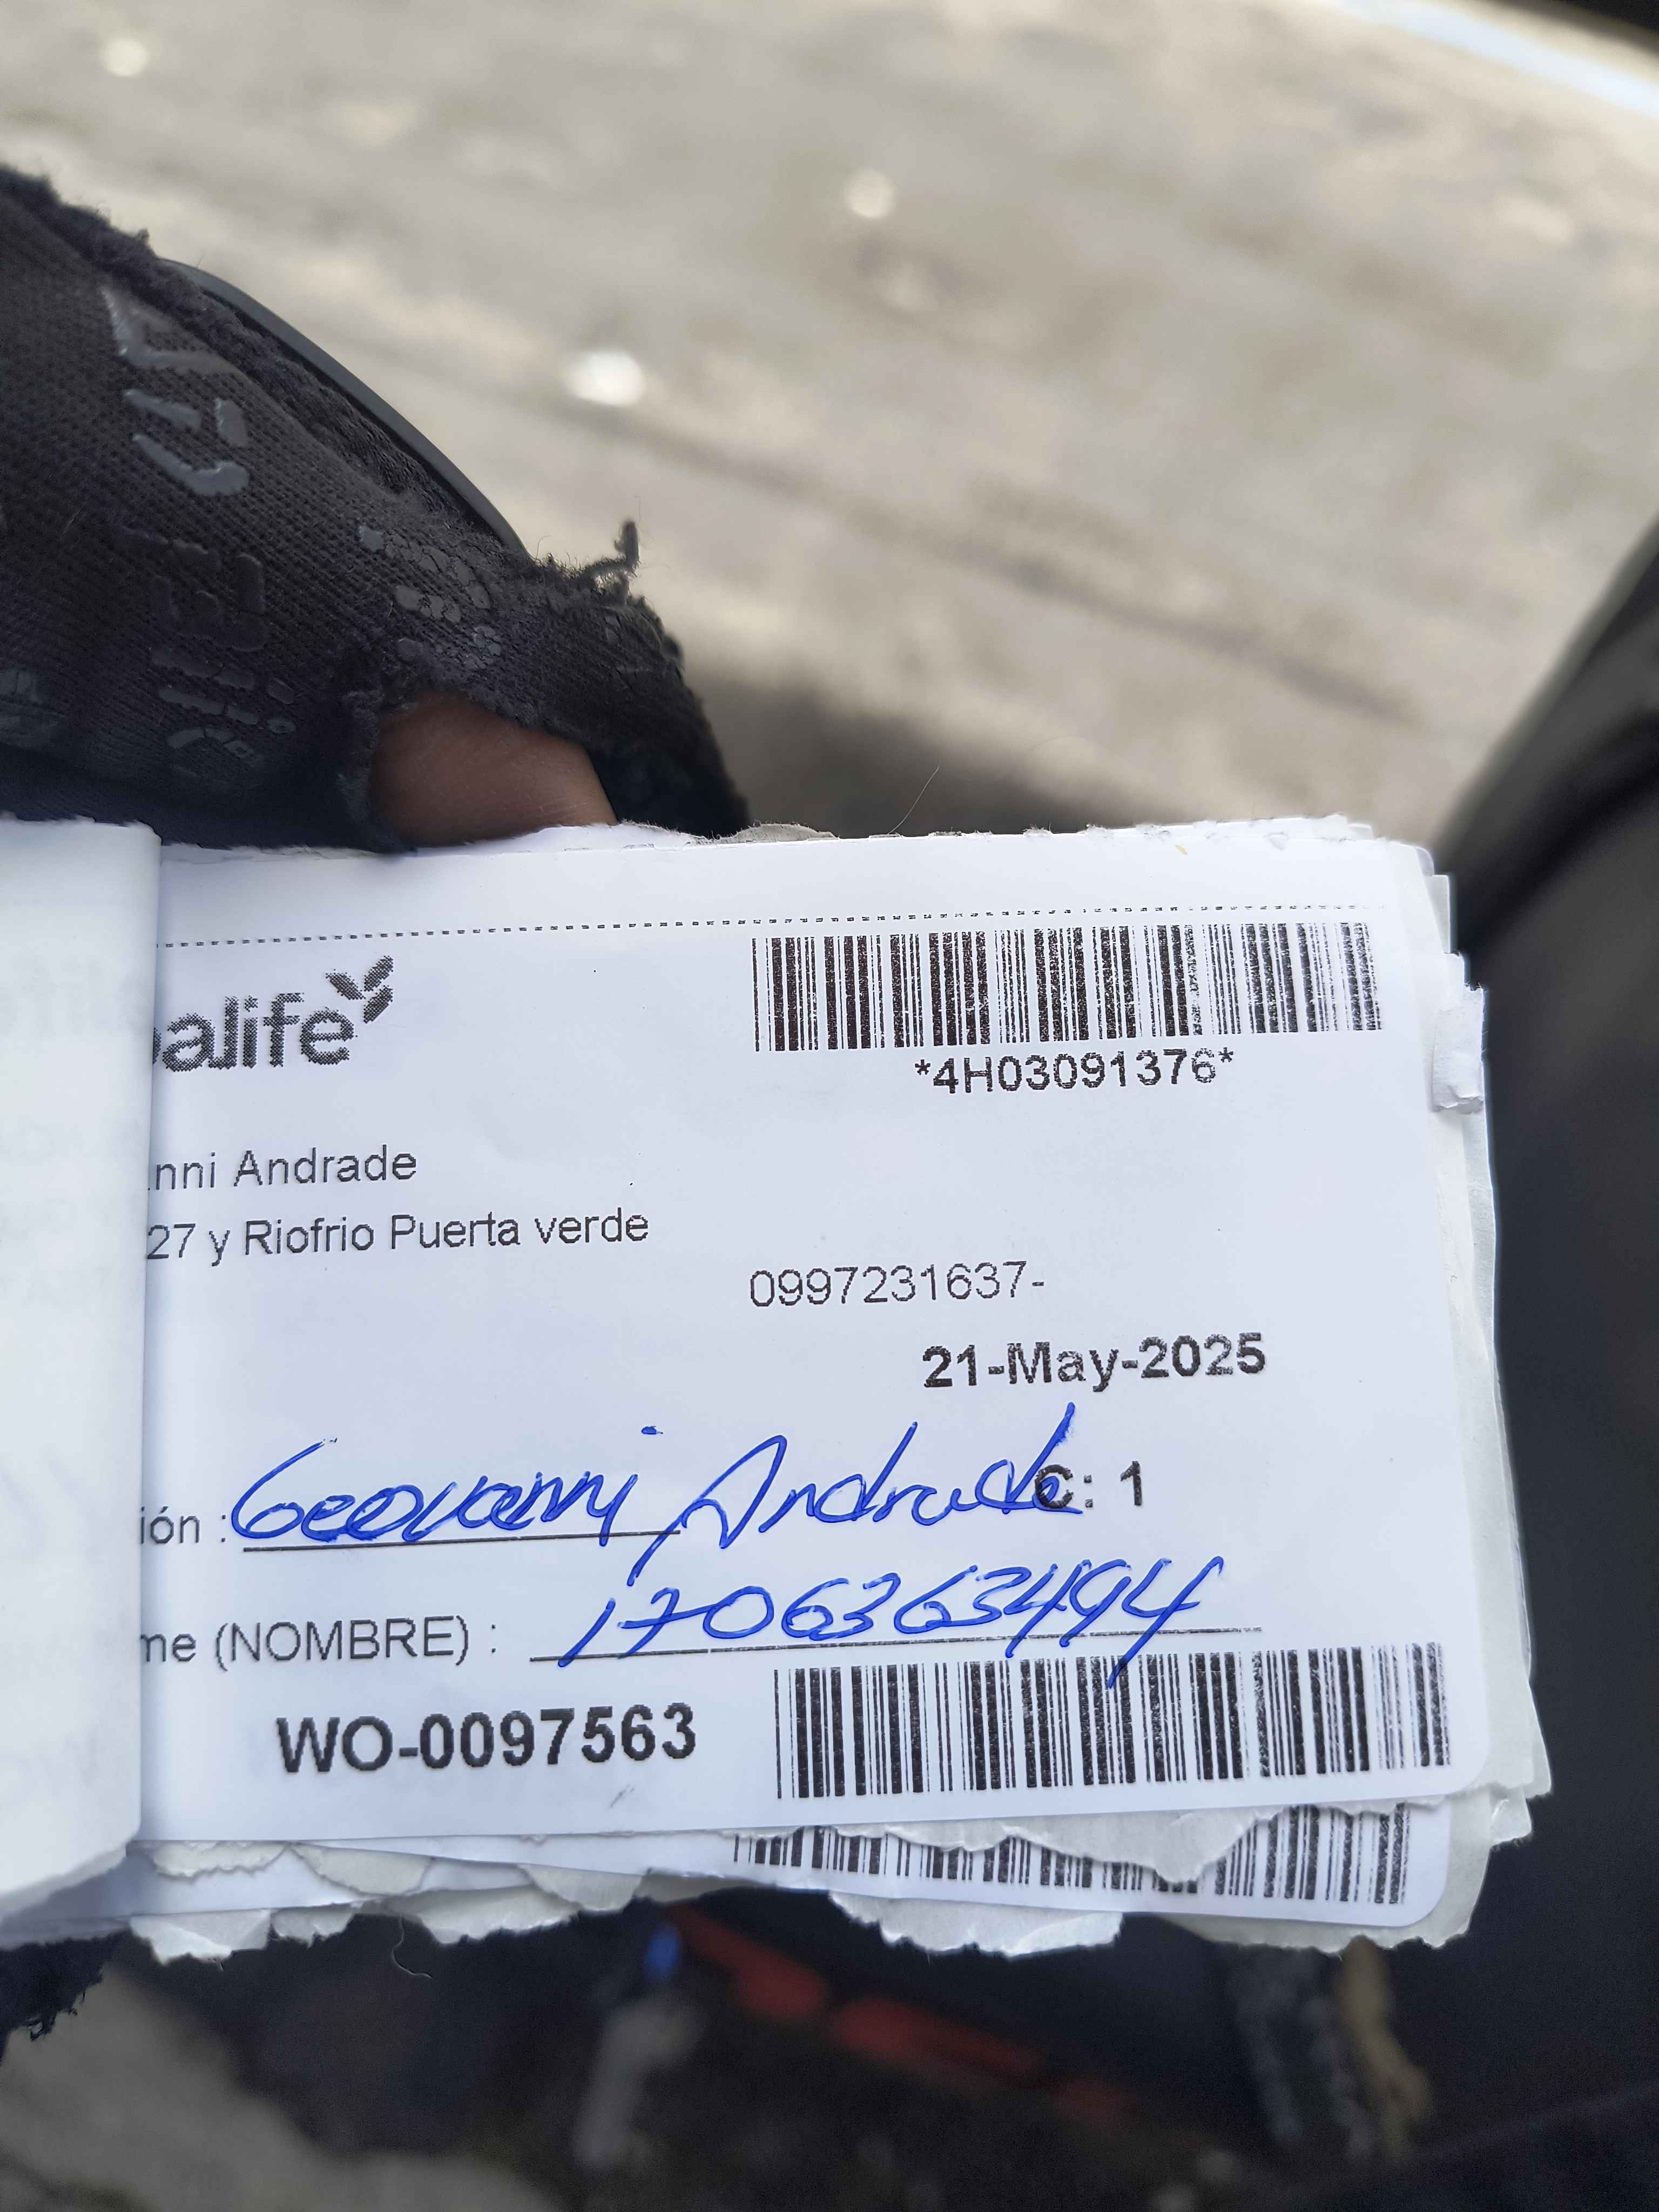 alife
*4H03091376*
nni Andrade
27 y Riofrio Puerta verde
0997231637-
21-May-2025
ión : Geovanni Andrade C: 1
me (NOMBRE) : 1706363494
WO-0097563